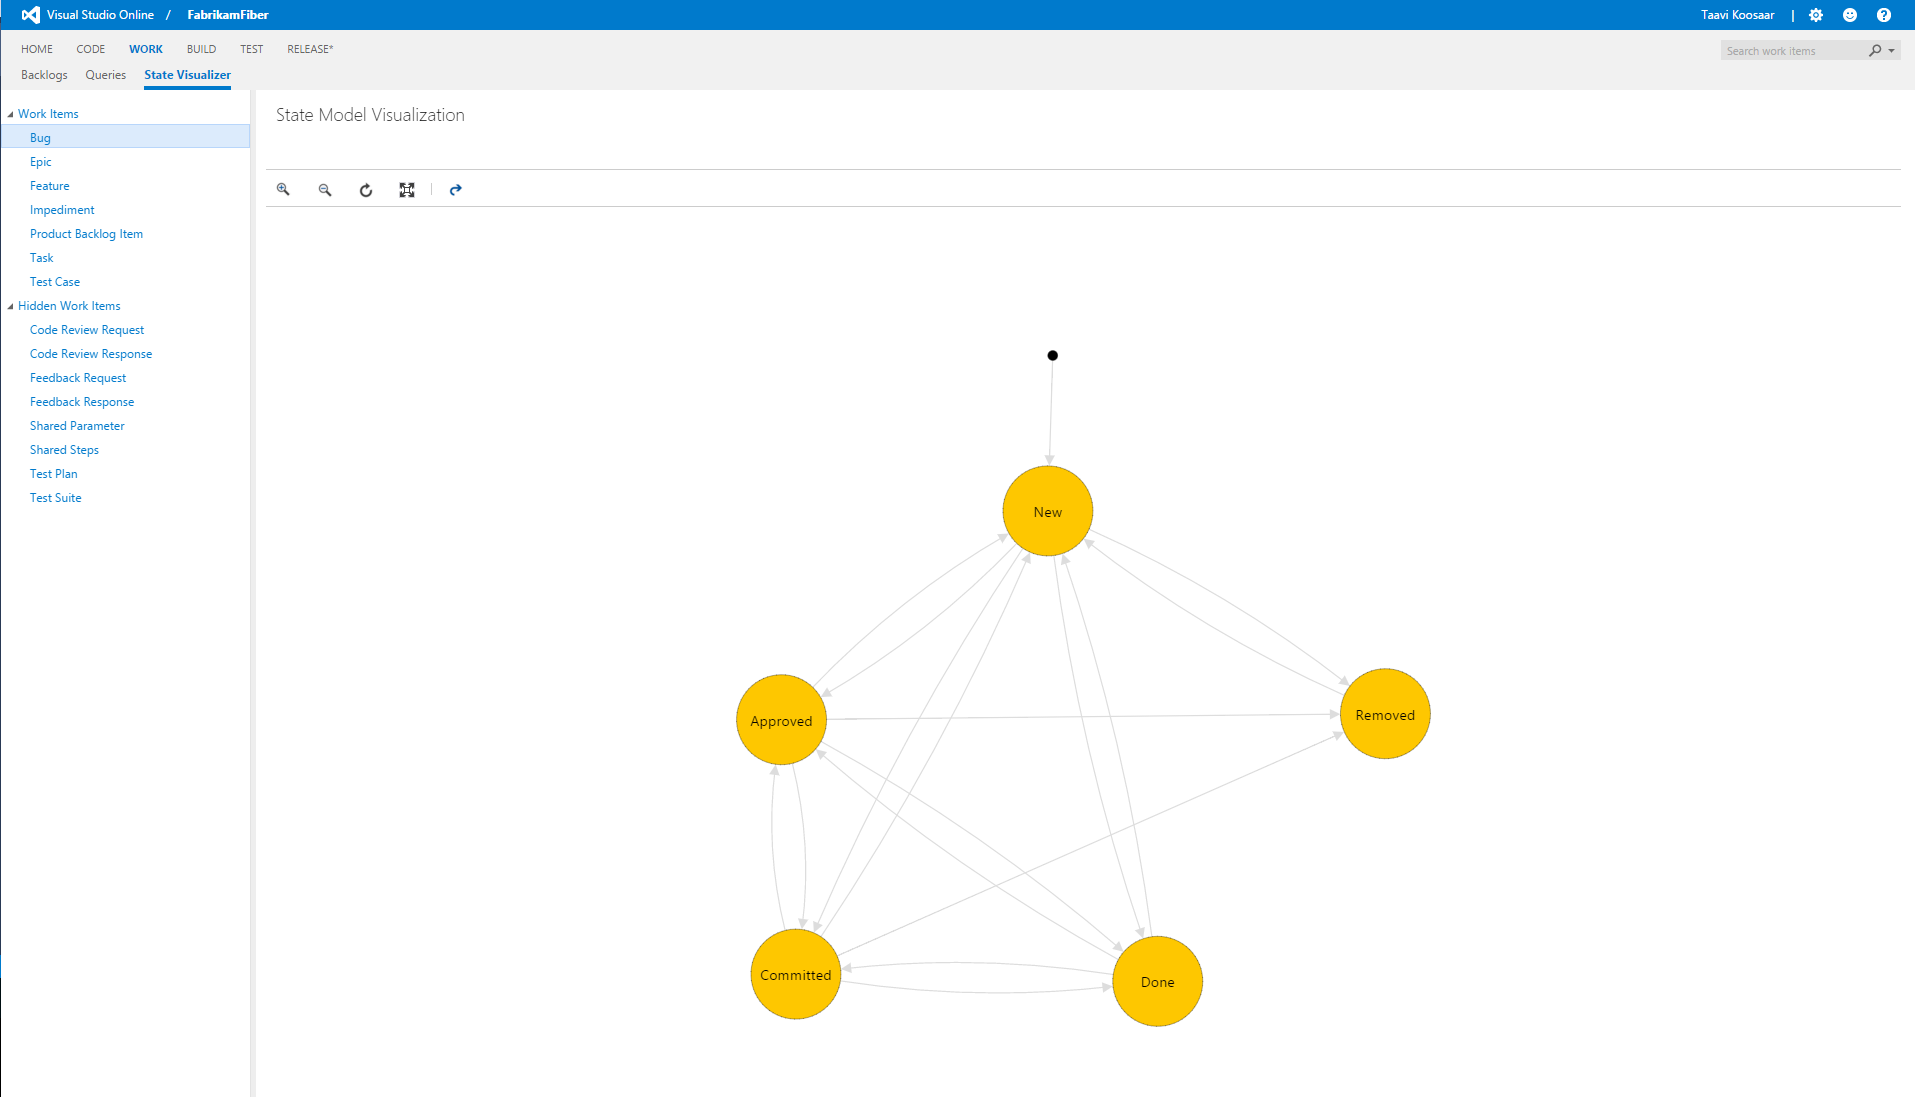 Visual Studio Online / FabrikamFiber
Taavi Koosaar |
HOME CODE WORK BUILD TEST RELEASE*
Search work items
Backlogs Queries State Visualizer
Work Items
Bug
Epic
Feature
Impediment
Product Backlog Item
Task
Test Case
Hidden Work Items
Code Review Request
Code Review Response
Feedback Request
Feedback Response
Shared Parameter
Shared Steps
Test Plan
Test Suite
State Model Visualization
New
Approved
Removed
Committed
Done